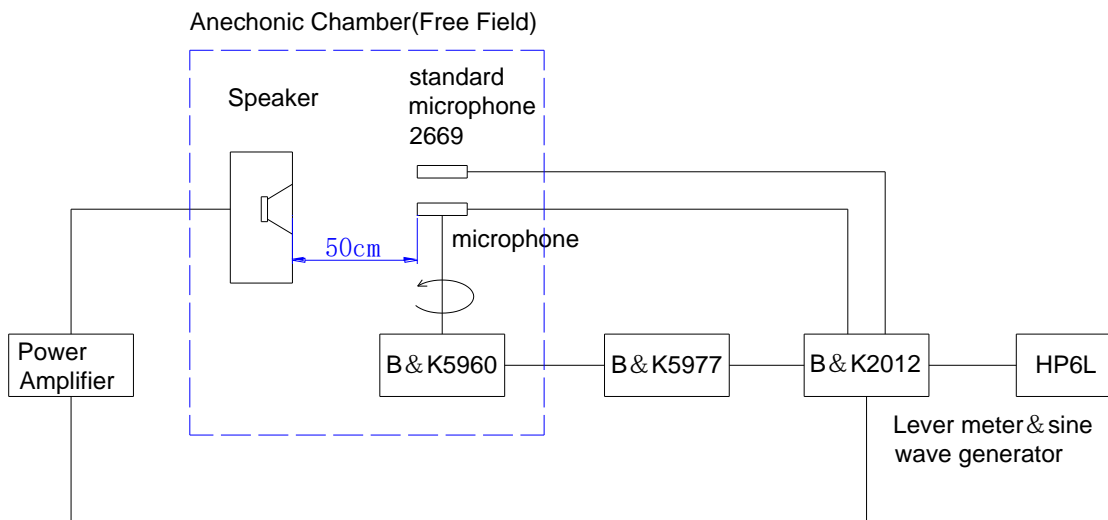 Anechonic Chamber(Free Field)
Speaker
standard
microphone
2669
50cm
microphone
Power
Amplifier
B&K5960
B&K5977
B&K2012
HP6L
Lever meter&sine
wave generator